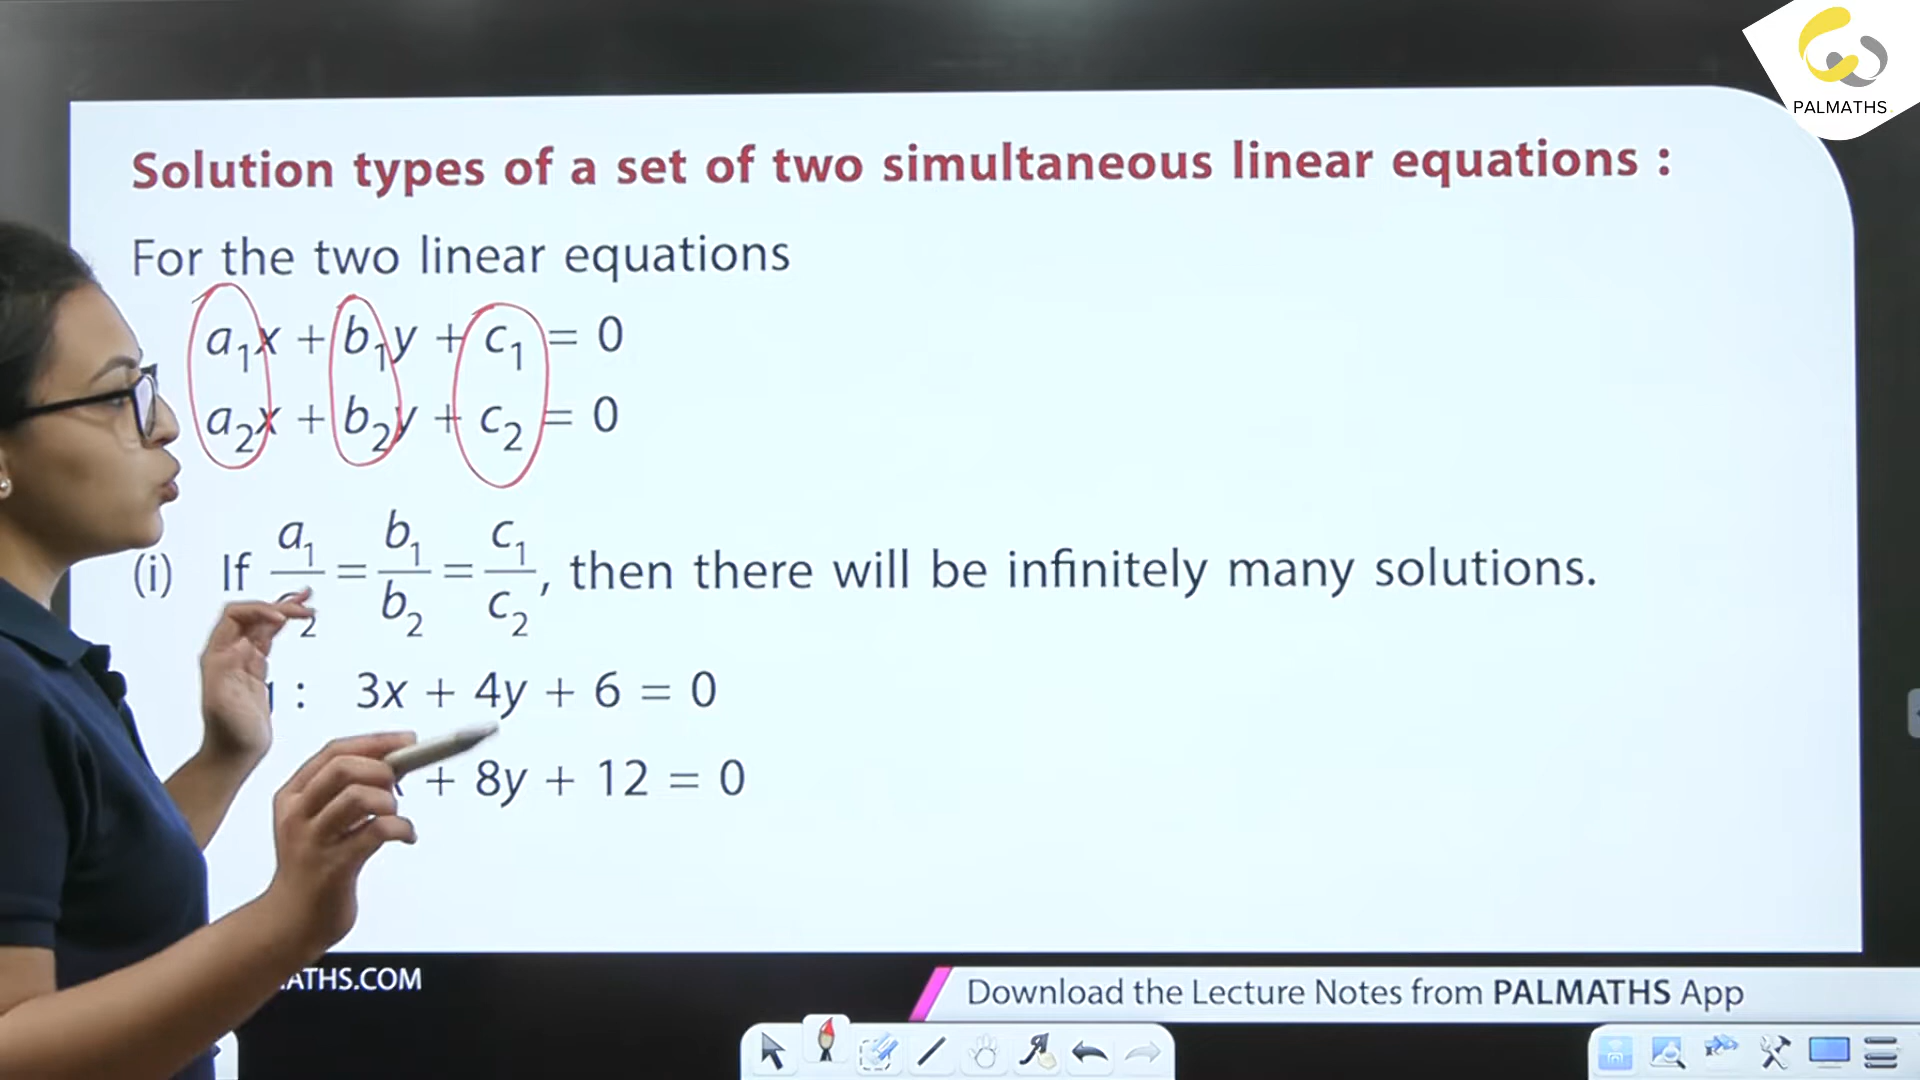 PALMATHS
Solution types of a set of two simultaneous linear equations :
For the two linear equations
a₁x + b₁y + c₁ = 0
a₂x + b₂y + c₂ = 0
(i) If a₁/ ₂ = b₁/b₂ = c₁/c₂, then there will be infinitely many solutions.
: 3x + 4y + 6 = 0
+ 8y + 12 = 0
ATHS.COM
Download the Lecture Notes from PALMATHS App